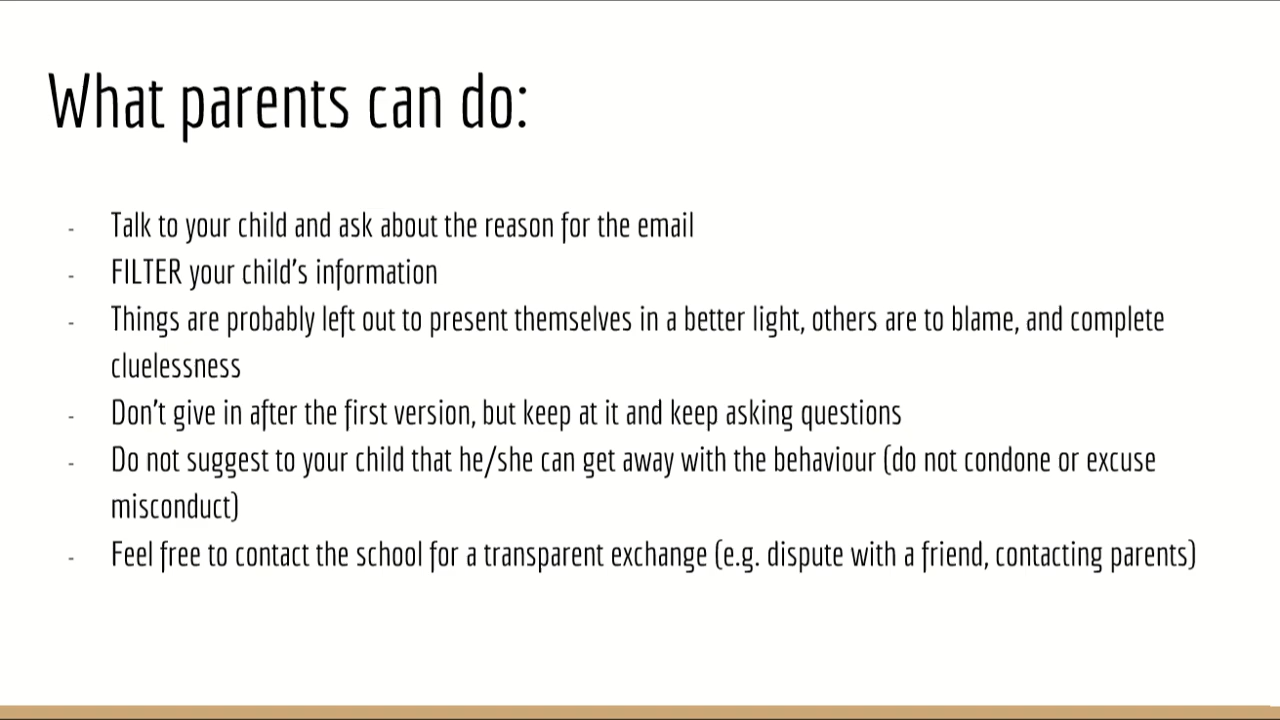 What parents can do:
- Talk to your child and ask about the reason for the email
- FILTER your child's information
- Things are probably left out to present themselves in a better light, others are to blame, and complete
cluelessness
- Don't give in after the first version, but keep at it and keep asking questions
- Do not suggest to your child that he/she can get away with the behaviour (do not condone or excuse
misconduct)
- Feel free to contact the school for a transparent exchange (e.g. dispute with a friend, contacting parents)